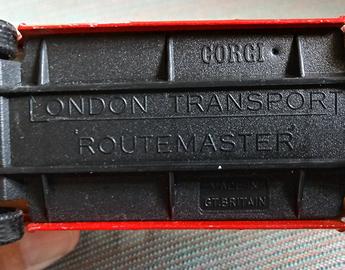 CORGI
LONDON TRANSPORT
ROUTEMASTER
MADE IN
GT. BRITAIN